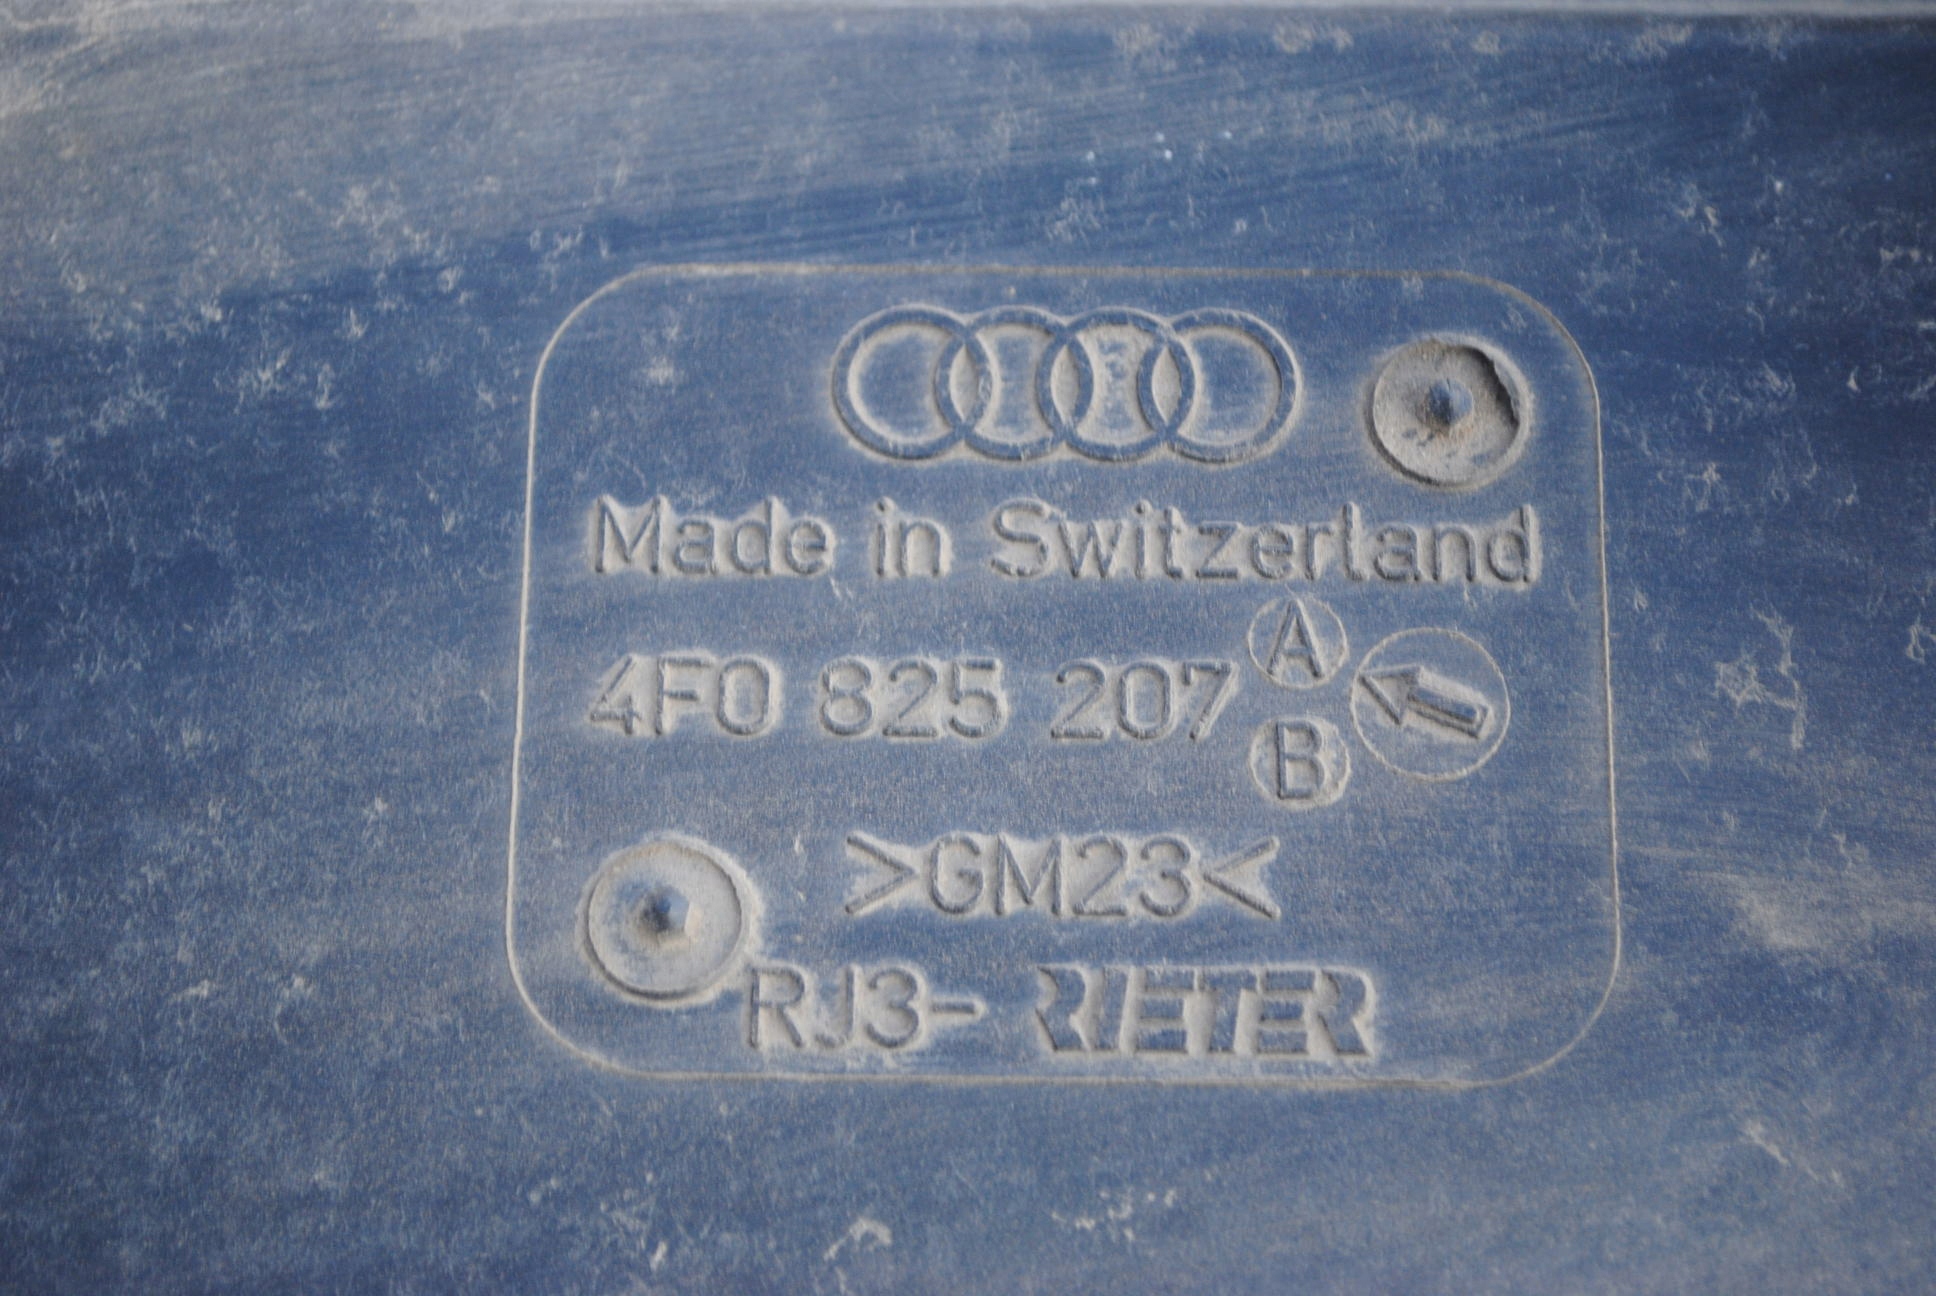 Made in Switzerland
4F0 825 207
A
B
>GM23<
RJ3- RIETER